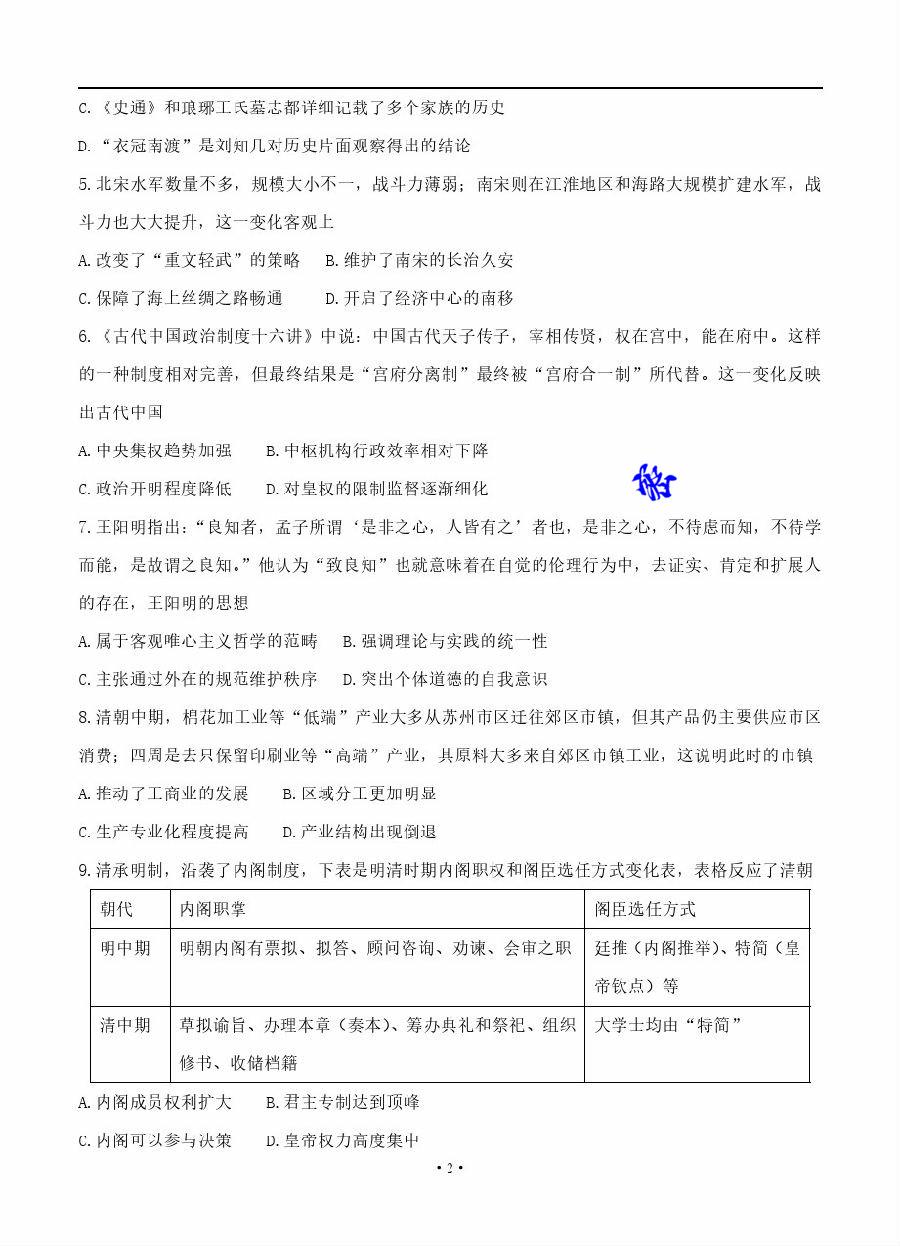 C.《史通》和琅琊王氏墓志都详细记载了多个家族的历史
D.“衣冠南渡”是刘知几对历史片面观察得出的结论
5.北宋水军数量不多，规模大小不一，战斗力薄弱；南宋则在江淮地区和海路大规模扩建水军，战
斗力也大大提升，这一变化客观上
A.改变了“重文轻武”的策略 B.维护了南宋的长治久安
C.保障了海上丝绸之路畅通 D.开启了经济中心的南移
6.《古代中国政治制度十六讲》中说：中国古代天子传子，宰相传贤，权在宫中，能在府中。这样
的一种制度相对完善，但最终结果是“宫府分离制”最终被“宫府合一制”所代替。这一变化反映
出古代中国
A.中央集权趋势加强 B.中枢机构行政效率相对下降
C.政治开明程度降低 D.对皇权的限制监督逐渐细化
7.王阳明指出：“良知者，孟子所谓‘是非之心，人皆有之’者也，是非之心，不待虑而知，不待学
而能，是故谓之良知。”他认为“致良知”也就意味着在自觉的伦理行为中，去证实、肯定和扩展人
的存在，王阳明的思想
A.属于客观唯心主义哲学的范畴 B.强调理论与实践的统一性
C.主张通过外在的规范维护秩序 D.突出个体道德的自我意识
8.清朝中期，棉花加工业等“低端”产业大多从苏州市区迁往郊区市镇，但其产品仍主要供应市区
消费；四周是去只保留印刷业等“高端”产业，其原料大多来自郊区市镇工业，这说明此时的市镇
A.推动了工商业的发展 B.区域分工更加明显
C.生产专业化程度提高 D.产业结构出现倒退
9.清承明制，沿袭了内阁制度，下表是明清时期内阁职权和阁臣选任方式变化表，表格反应了清朝
朝代 内阁职掌 阁臣选任方式
明中期 明朝内阁有票拟、拟答、顾问咨询、劝谏、会审之职 廷推（内阁推举）、特简（皇
帝钦点）等
清中期 草拟谕旨、办理本章（奏本）、筹办典礼和祭祀、组织 大学士均由“特简”
修书、收储档籍
A.内阁成员权利扩大 B.君主专制达到顶峰
C.内阁可以参与决策 D.皇帝权力高度集中
·2·